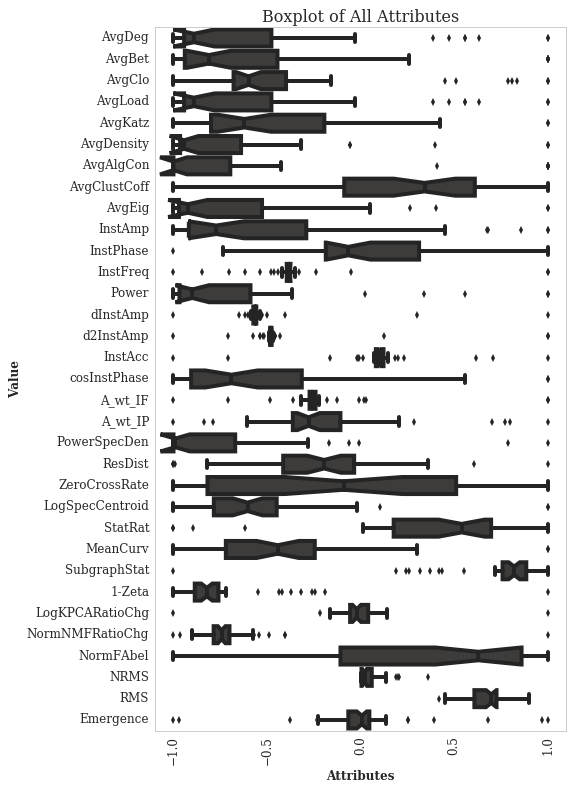 Boxplot of All Attributes
AvgDeg
AvgBet
AvgClo
AvgLoad
AvgKatz
AvgDensity
AvgAlgCon
AvgClustCoff
AvgEig
InstAmp
InstPhase
InstFreq
Power
dInstAmp
d2InstAmp
InstAcc
cosInstPhase
A_wt_IF
A_wt_IP
PowerSpecDen
ResDist
ZeroCrossRate
LogSpecCentroid
StatRat
MeanCurv
SubgraphStat
1-Zeta
LogKPCARatioChg
NormNMFRatioChg
NormFAbel
NRMS
RMS
Emergence
Value
−1.0
−0.5
0.0
0.5
1.0
Attributes